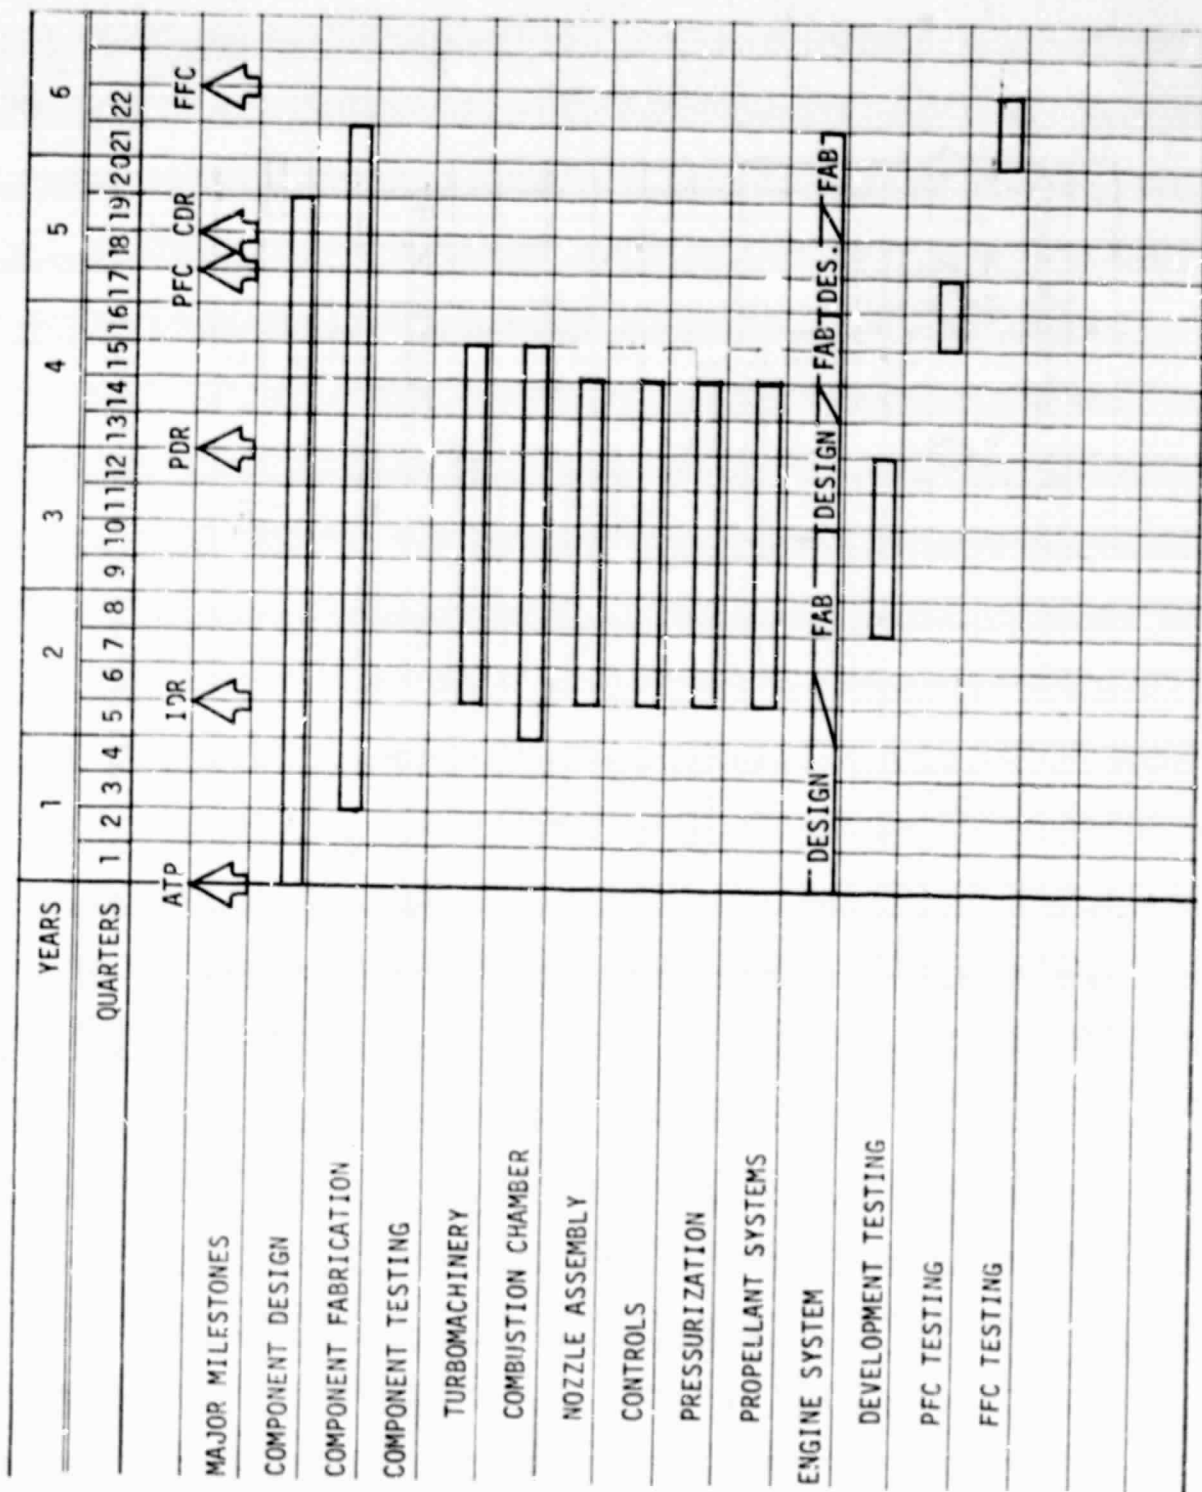 YEARS 1 2 3 4 5 6
QUARTERS 1 2 3 4 5 6 7 8 9 10 11 12 13 14 15 16 17 18 19 20 21 22
ATP IDR PDR PFC CDR FFC
MAJOR MILESTONES
COMPONENT DESIGN
COMPONENT FABRICATION
COMPONENT TESTING
TURBOMACHINERY
COMBUSTION CHAMBER
NOZZLE ASSEMBLY
CONTROLS
PRESSURIZATION
PROPELLANT SYSTEMS
ENGINE SYSTEM DESIGN FAB DESIGN FAB DES. FAB
DEVELOPMENT TESTING
PFC TESTING
FFC TESTING